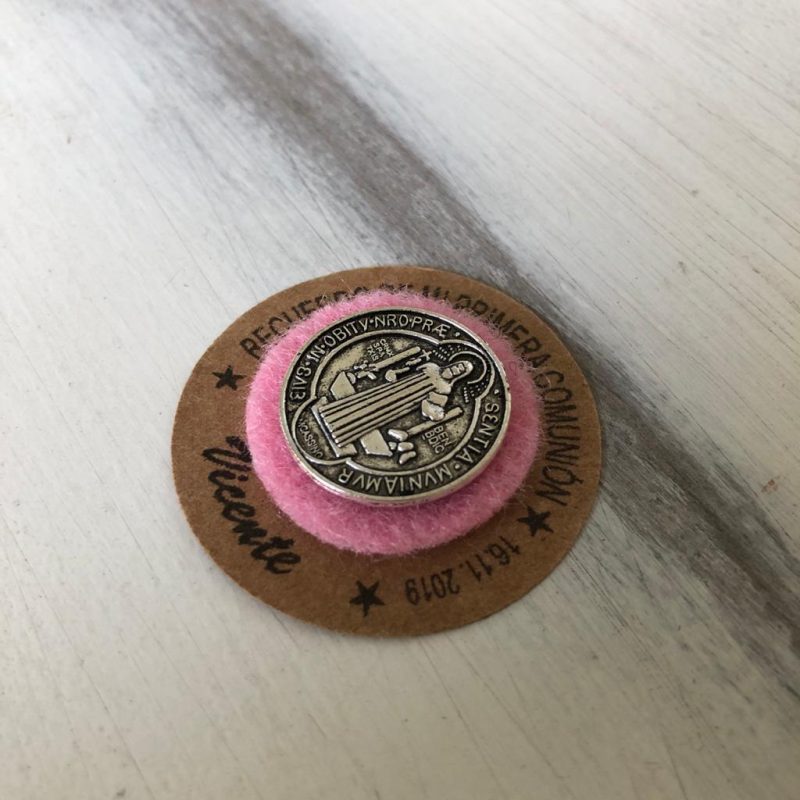 RECUERDO DE MI PRIMERA COMUNIÓN
16.11.2019
Vicente
EIVS·IN·OBITV·NRO·PRÆ·SENTIA·MVNIAMVR